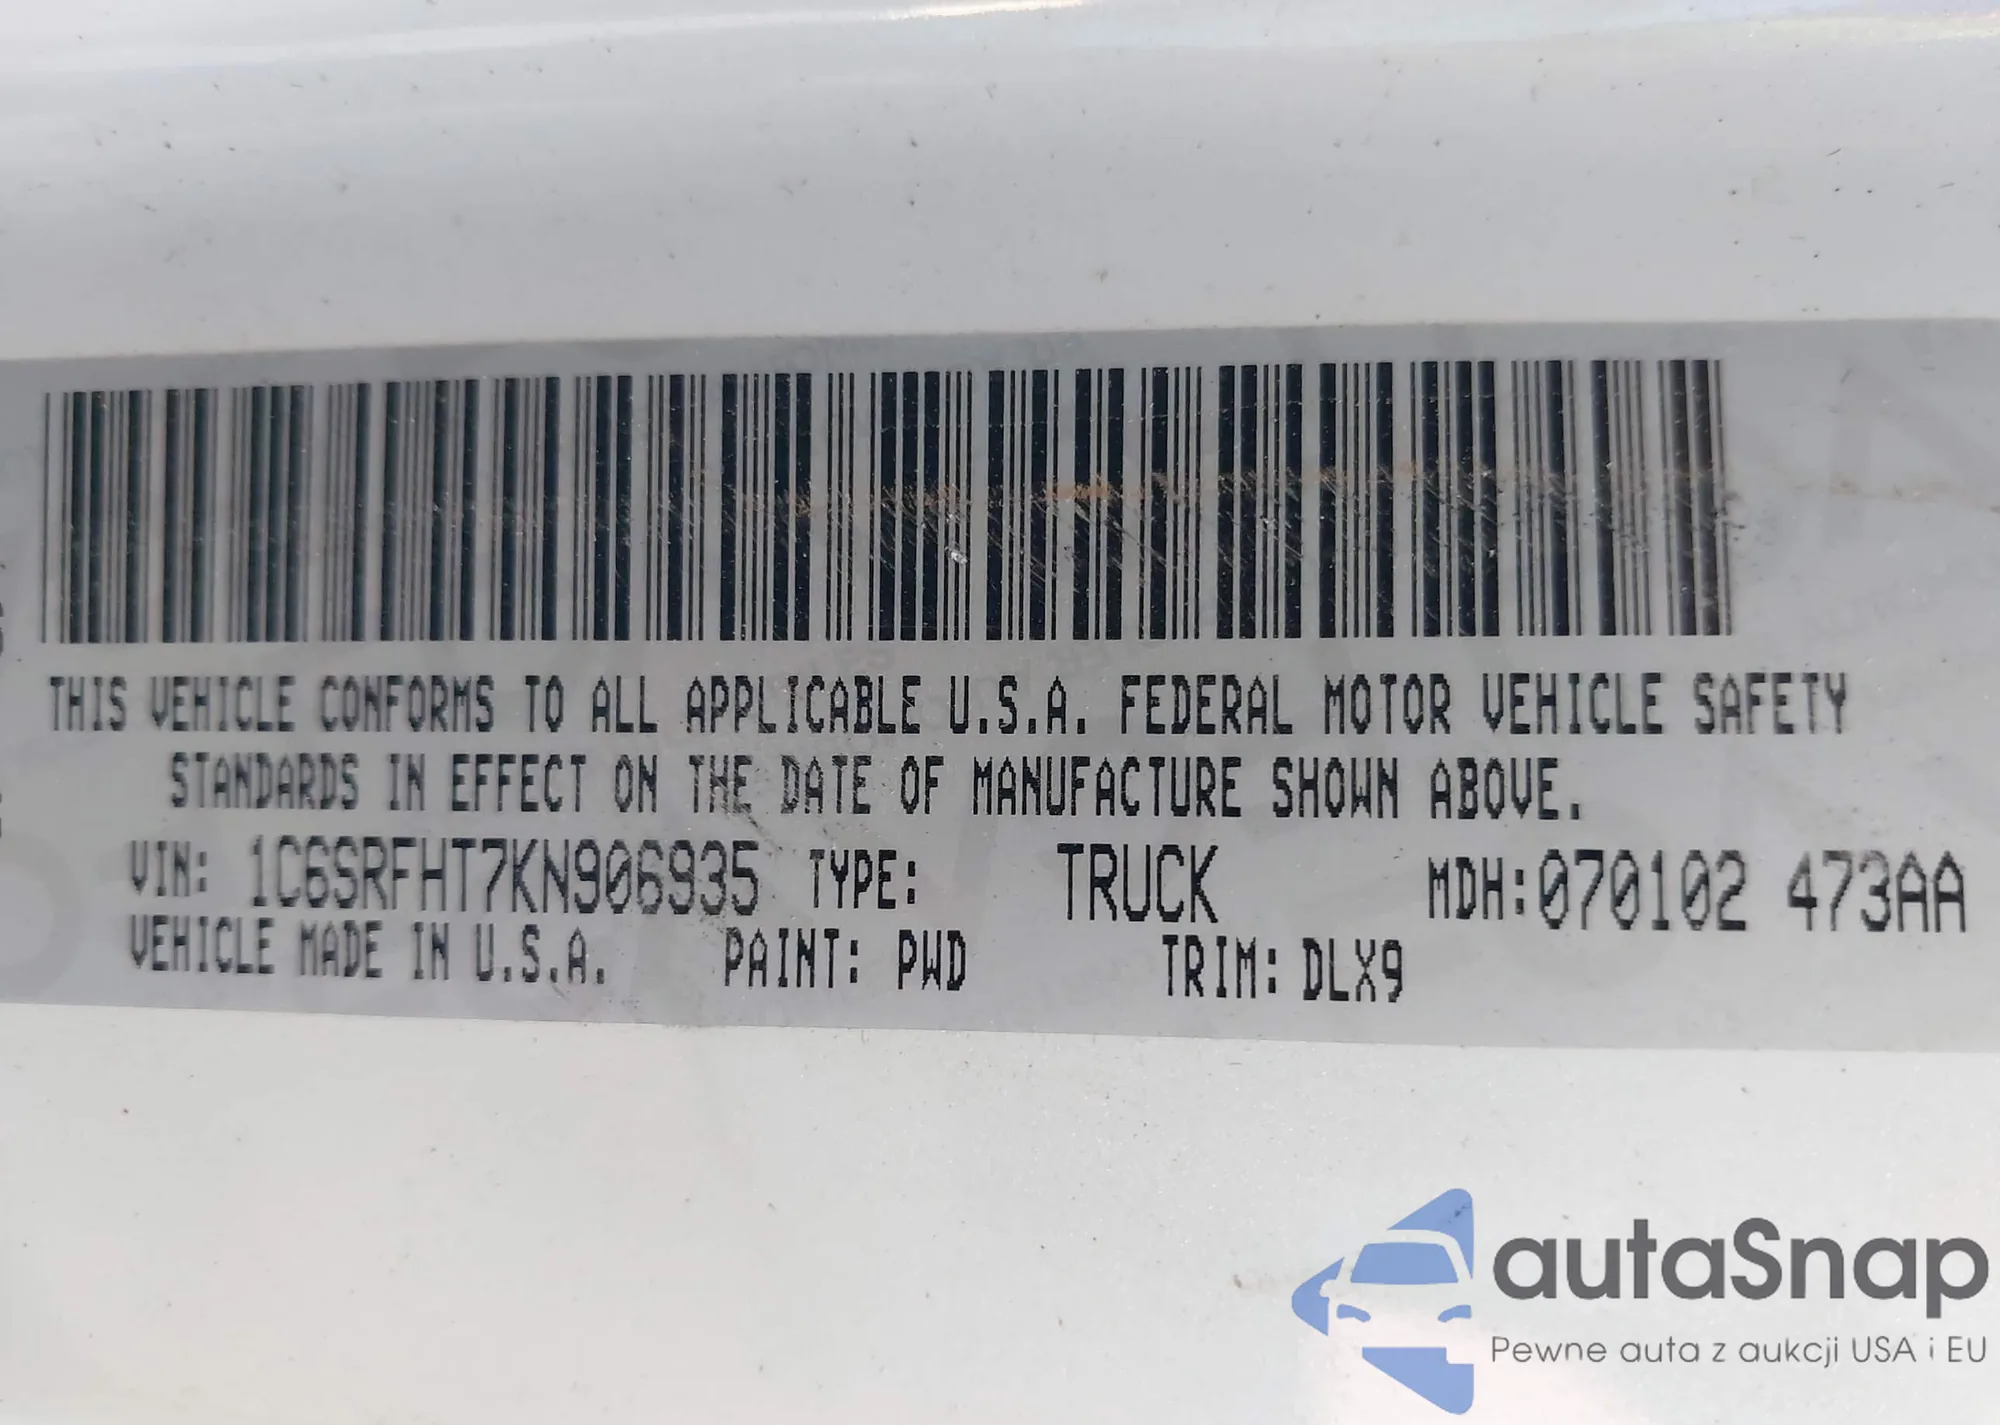 THIS VEHICLE CONFORMS TO ALL APPLICABLE U.S.A. FEDERAL MOTOR VEHICLE SAFETY
STANDARDS IN EFFECT ON THE DATE OF MANUFACTURE SHOWN ABOVE.
VIN: 1C6SRFHT7KN906935 TYPE: TRUCK MDH:070102 473AA
VEHICLE MADE IN U.S.A. PAINT: PWD TRIM: DLX9
autaSnap
Pewne auta z aukcji USA i EU